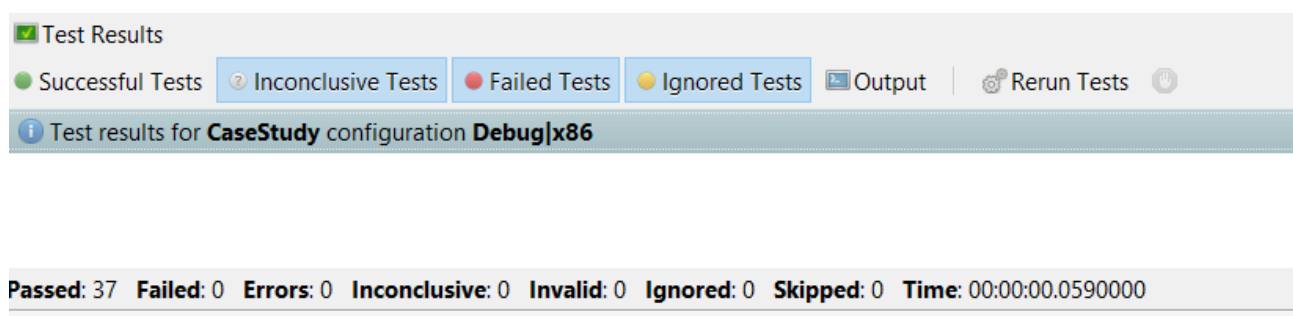 Test Results
Successful Tests ? Inconclusive Tests Failed Tests Ignored Tests Output Rerun Tests
i Test results for CaseStudy configuration Debug|x86
Passed: 37 Failed: 0 Errors: 0 Inconclusive: 0 Invalid: 0 Ignored: 0 Skipped: 0 Time: 00:00:00.0590000